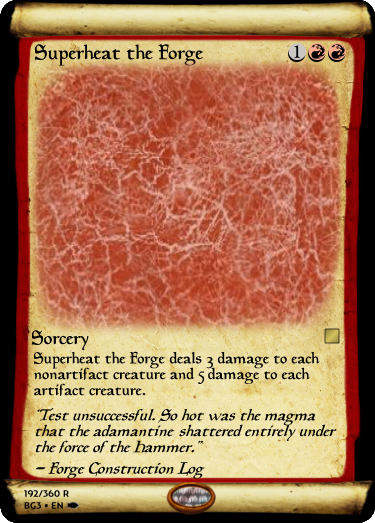 Superheat the Forge 1
Sorcery
Superheat the Forge deals 3 damage to each
nonartifact creature and 5 damage to each
artifact creature.
"Test unsuccessful. So hot was the magma
that the adamantine shattered entirely under
the force of the hammer."
– Forge Construction Log
192/360 R
BG3 • EN